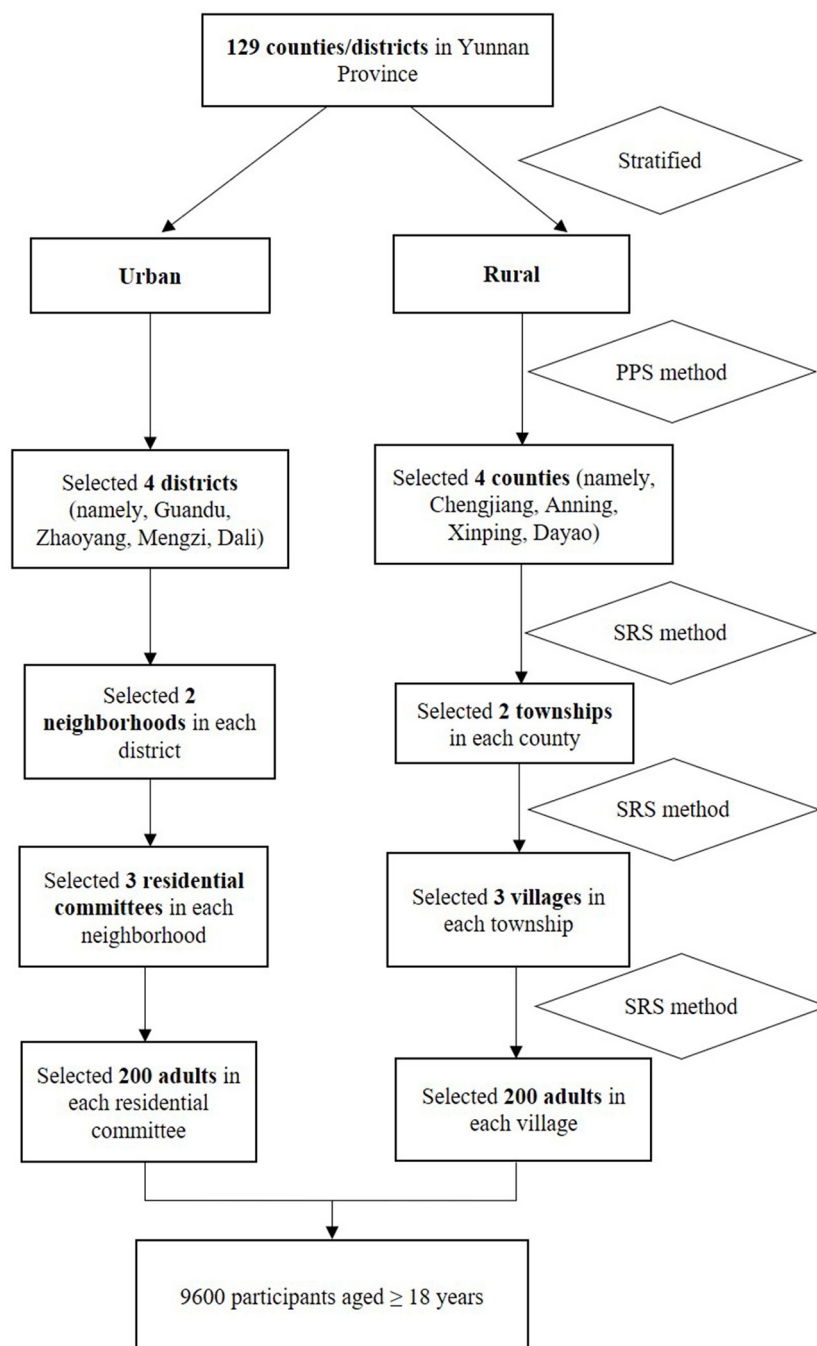 129 counties/districts in Yunnan
Province
Stratified
Urban
Rural
PPS method
Selected 4 districts
(namely, Guandu,
Zhaoyang, Mengzi, Dali)
Selected 4 counties (namely,
Chengjiang, Anning,
Xinping, Dayao)
SRS method
Selected 2
neighborhoods in each
district
Selected 2 townships
in each county
SRS method
Selected 3 residential
committees in each
neighborhood
Selected 3 villages in
each township
SRS method
Selected 200 adults in
each residential
committee
Selected 200 adults in
each village
9600 participants aged ≥ 18 years